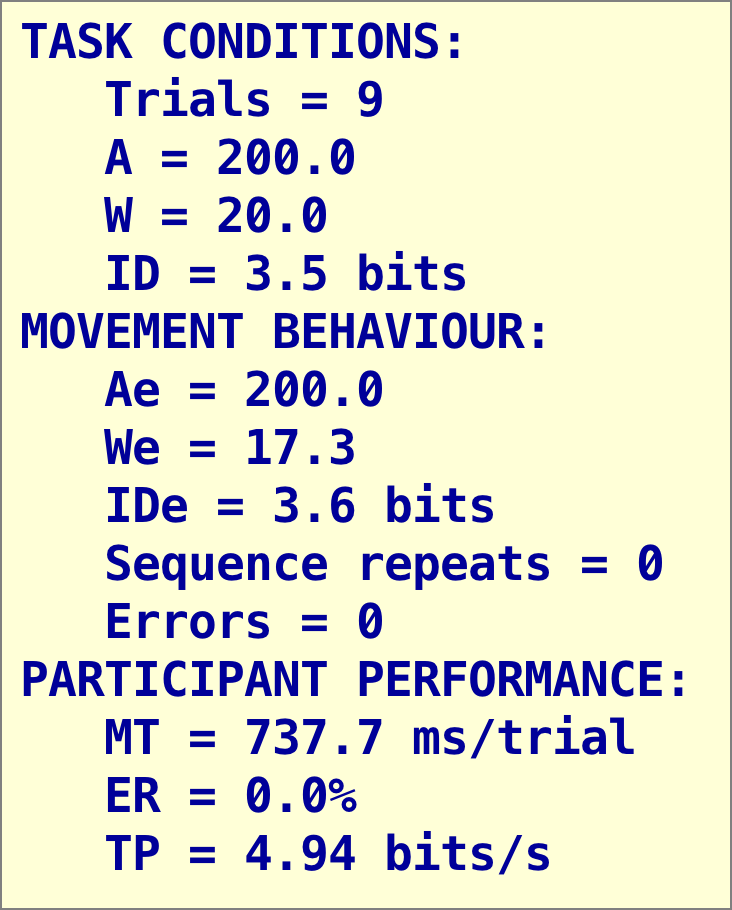 TASK CONDITIONS:
Trials = 9
A = 200.0
W = 20.0
ID = 3.5 bits
MOVEMENT BEHAVIOUR:
Ae = 200.0
We = 17.3
IDe = 3.6 bits
Sequence repeats = 0
Errors = 0
PARTICIPANT PERFORMANCE:
MT = 737.7 ms/trial
ER = 0.0%
TP = 4.94 bits/s